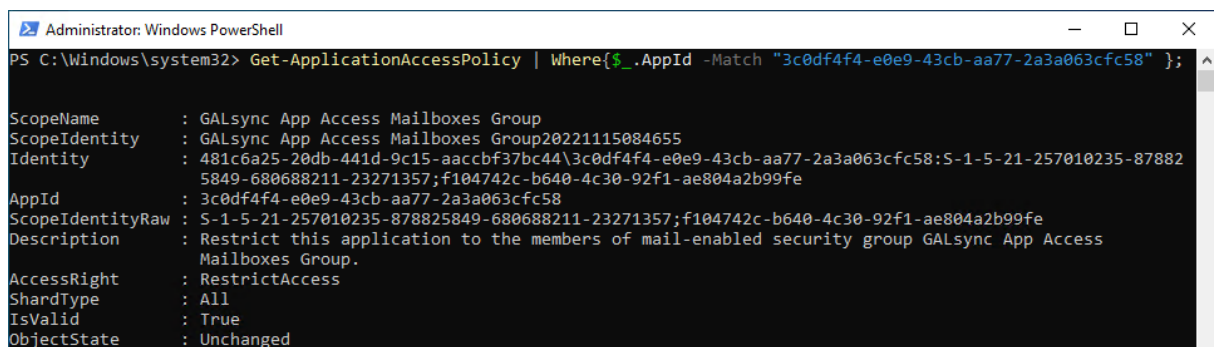 Administrator: Windows PowerShell
PS C:\Windows\system32> Get-ApplicationAccessPolicy | Where{$_.AppId -Match "3c0df4f4-e0e9-43cb-aa77-2a3a063cfc58" };
ScopeName : GALsync App Access Mailboxes Group
ScopeIdentity : GALsync App Access Mailboxes Group20221115084655
Identity : 481c6a25-20db-441d-9c15-aaccbf37bc44\3c0df4f4-e0e9-43cb-aa77-2a3a063cfc58:S-1-5-21-257010235-87882
5849-680688211-23271357;f104742c-b640-4c30-92f1-ae804a2b99fe
AppId : 3c0df4f4-e0e9-43cb-aa77-2a3a063cfc58
ScopeIdentityRaw : S-1-5-21-257010235-878825849-680688211-23271357;f104742c-b640-4c30-92f1-ae804a2b99fe
Description : Restrict this application to the members of mail-enabled security group GALsync App Access
Mailboxes Group.
AccessRight : RestrictAccess
ShardType : All
IsValid : True
ObjectState : Unchanged